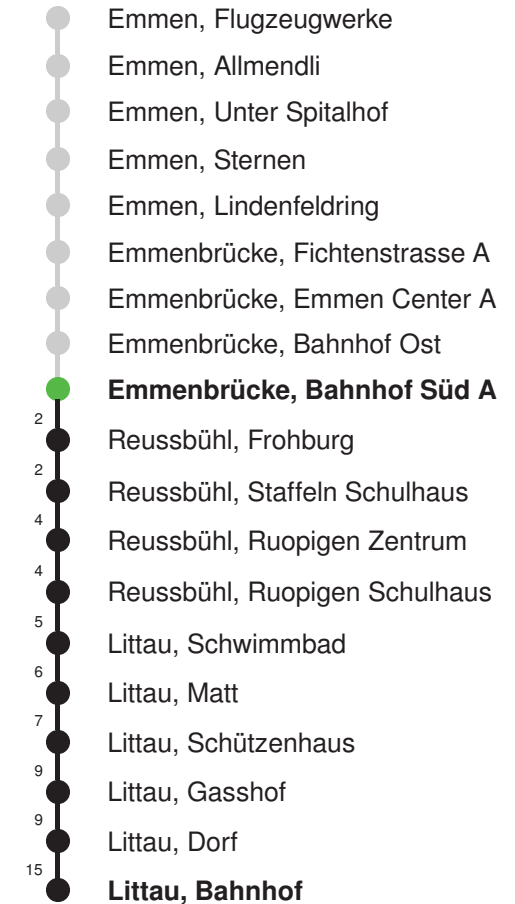 Emmen, Flugzeugwerke
Emmen, Allmendli
Emmen, Unter Spitalhof
Emmen, Sternen
Emmen, Lindenfeldring
Emmenbrücke, Fichtenstrasse A
Emmenbrücke, Emmen Center A
Emmenbrücke, Bahnhof Ost
Emmenbrücke, Bahnhof Süd A
2 Reussbühl, Frohburg
2 Reussbühl, Staffeln Schulhaus
4 Reussbühl, Ruopigen Zentrum
4 Reussbühl, Ruopigen Schulhaus
5 Littau, Schwimmbad
6 Littau, Matt
7 Littau, Schützenhaus
9 Littau, Gasshof
9 Littau, Dorf
15 Littau, Bahnhof